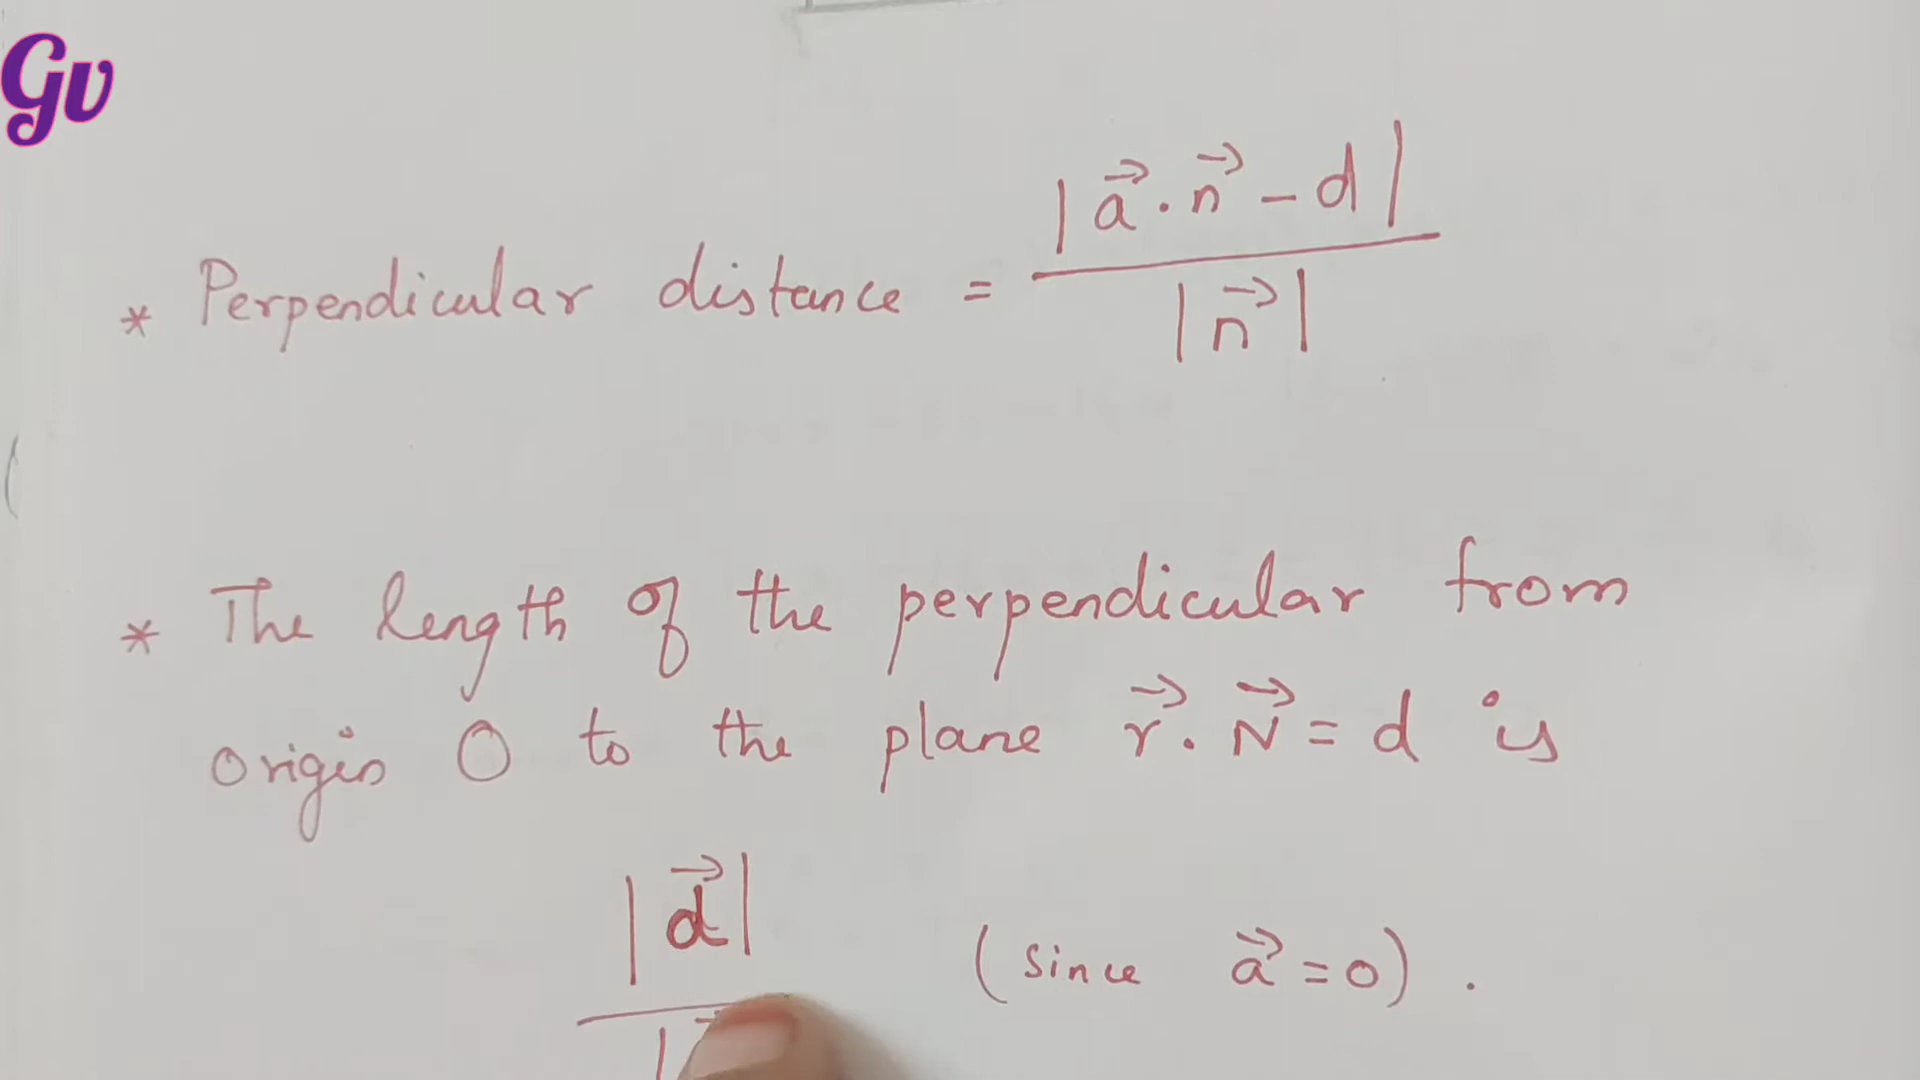 Gv
* Perpendicular distance = |a⃗ . n⃗ - d| / |n⃗|
* The length of the perpendicular from
origin O to the plane r⃗ . N⃗ = d is
|d⃗| (since a⃗ = 0) .